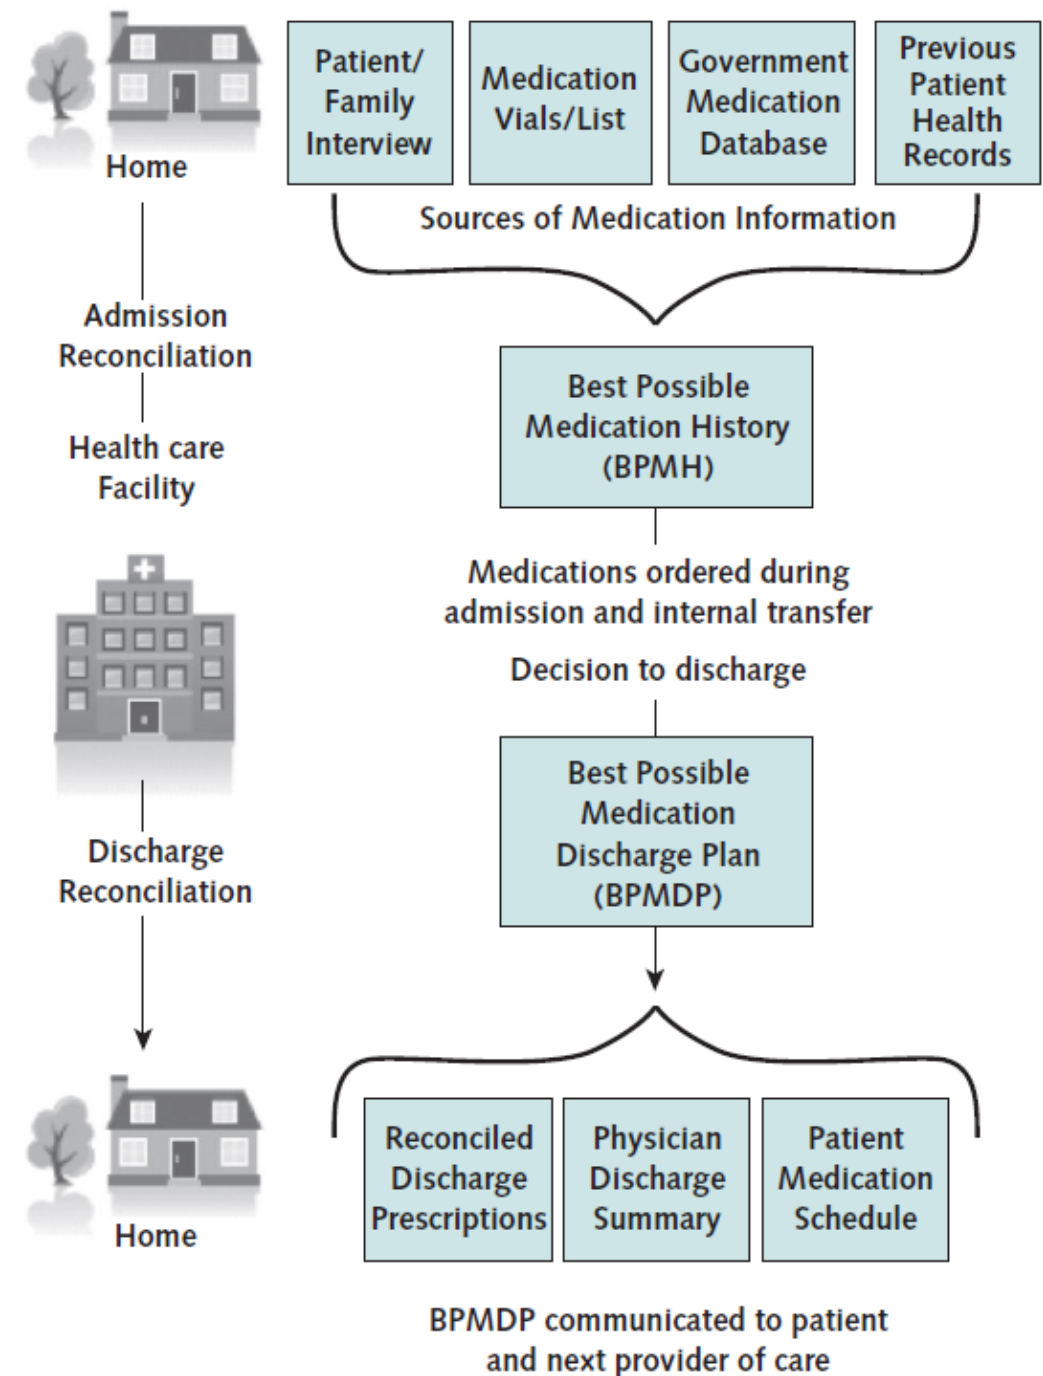 Home
Admission
Reconciliation
Health care
Facility
Discharge
Reconciliation
Home
Patient/
Family
Interview
Medication
Vials/List
Government
Medication
Database
Previous
Patient
Health
Records
Sources of Medication Information
Best Possible
Medication History
(BPMH)
Medications ordered during
admission and internal transfer
Decision to discharge
Best Possible
Medication
Discharge Plan
(BPMDP)
Reconciled
Discharge
Prescriptions
Physician
Discharge
Summary
Patient
Medication
Schedule
BPMDP communicated to patient
and next provider of care